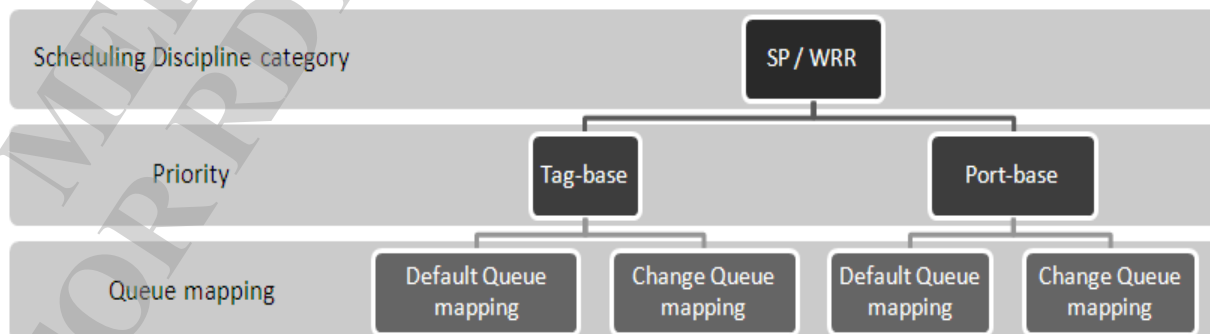 Scheduling Discipline category
SP / WRR
Priority
Tag-base
Port-base
Queue mapping
Default Queue
mapping
Change Queue
mapping
Default Queue
mapping
Change Queue
mapping